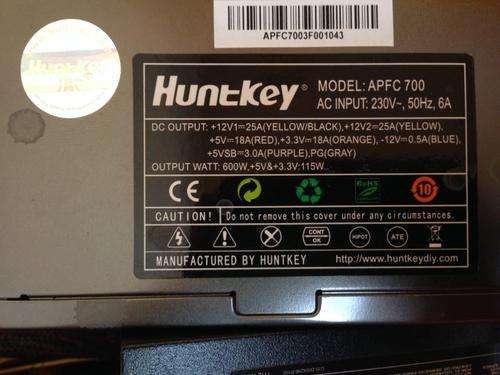 APFC7003F001043
Huntkey
Huntkey
MODEL: APFC 700
AC INPUT: 230V~, 50Hz, 6A
DC OUTPUT: +12V1=25A(YELLOW/BLACK),+12V2=25A(YELLOW),
+5V=18A(RED),+3.3V=18A(ORANGE), -12V=0.5A(BLUE),
+5VSB=3.0A(PURPLE),PG(GRAY)
OUTPUT WATT: 600W,+5V&+3.3V:115W
CE
RoHS
10
CAUTION! Do not remove this cover under any circumstances.
CONT OK
HIPOT
ATE
MANUFACTURED BY HUNTKEY
http://www.huntkeydiy.com